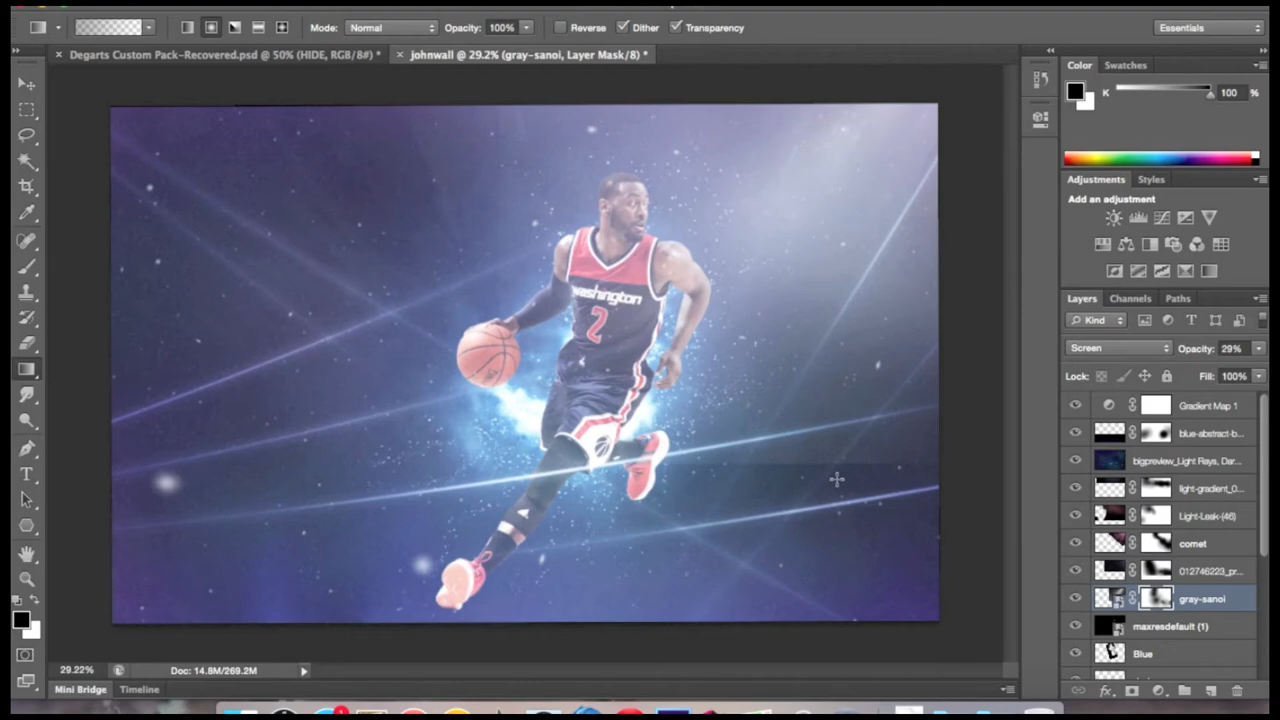 Mode: Normal Opacity: 100% Reverse Dither Transparency Essentials
Degarts Custom Pack-Recovered.psd @ 50% (HIDE, RGB/8#) *
johnwall @ 29.2% (gray-sanoi, Layer Mask/8) *
Color Swatches
K 100 %
Adjustments Styles
Add an adjustment
washington
2
Layers Channels Paths
Kind T
Screen Opacity: 29%
Lock: Fill: 100%
Gradient Map 1
blue-abstract-b...
bigpreview_Light Rays, Dar...
light-gradient_0...
Light-Leak-(46)
comet
012746223_pr...
gray-sanoi
maxresdefault (1)
Blue
29.22% Doc: 14.8M/269.2M
fx
Mini Bridge Timeline